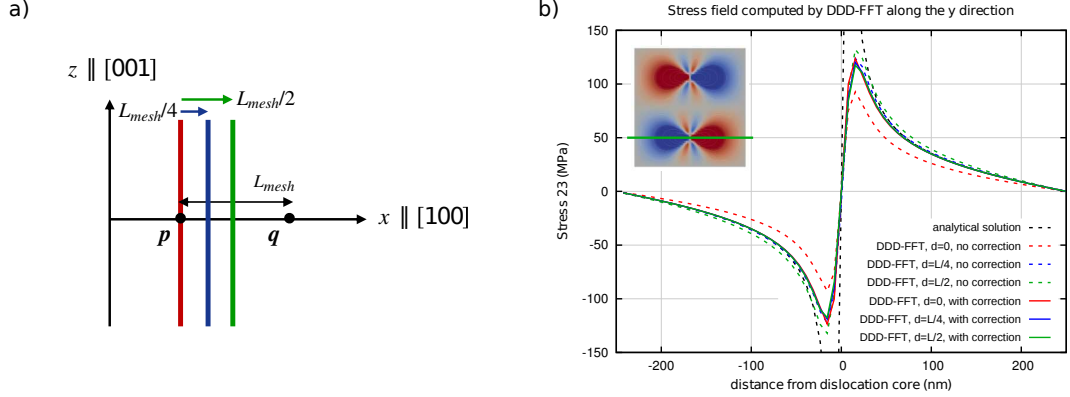 a)
z ∥ [001]
L_mesh/4
L_mesh/2
L_mesh
x ∥ [100]
p
q
b)
Stress field computed by DDD-FFT along the y direction
Stress 23 (MPa)
150
100
50
0
-50
-100
-150
-200
-100
0
100
200
distance from dislocation core (nm)
analytical solution
DDD-FFT, d=0, no correction
DDD-FFT, d=L/4, no correction
DDD-FFT, d=L/2, no correction
DDD-FFT, d=0, with correction
DDD-FFT, d=L/4, with correction
DDD-FFT, d=L/2, with correction